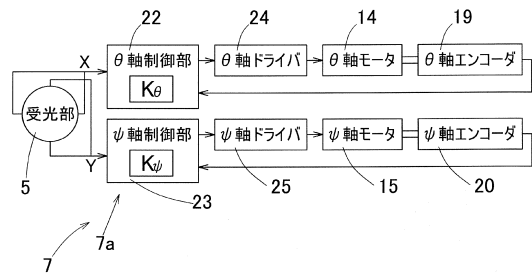 22 24 14 19
X θ軸制御部 θ軸ドライバ θ軸モータ θ軸エンコーダ
Kθ
受光部
Y ψ軸制御部 ψ軸ドライバ ψ軸モータ ψ軸エンコーダ
Kψ
5 23 25 15 20
7 7a